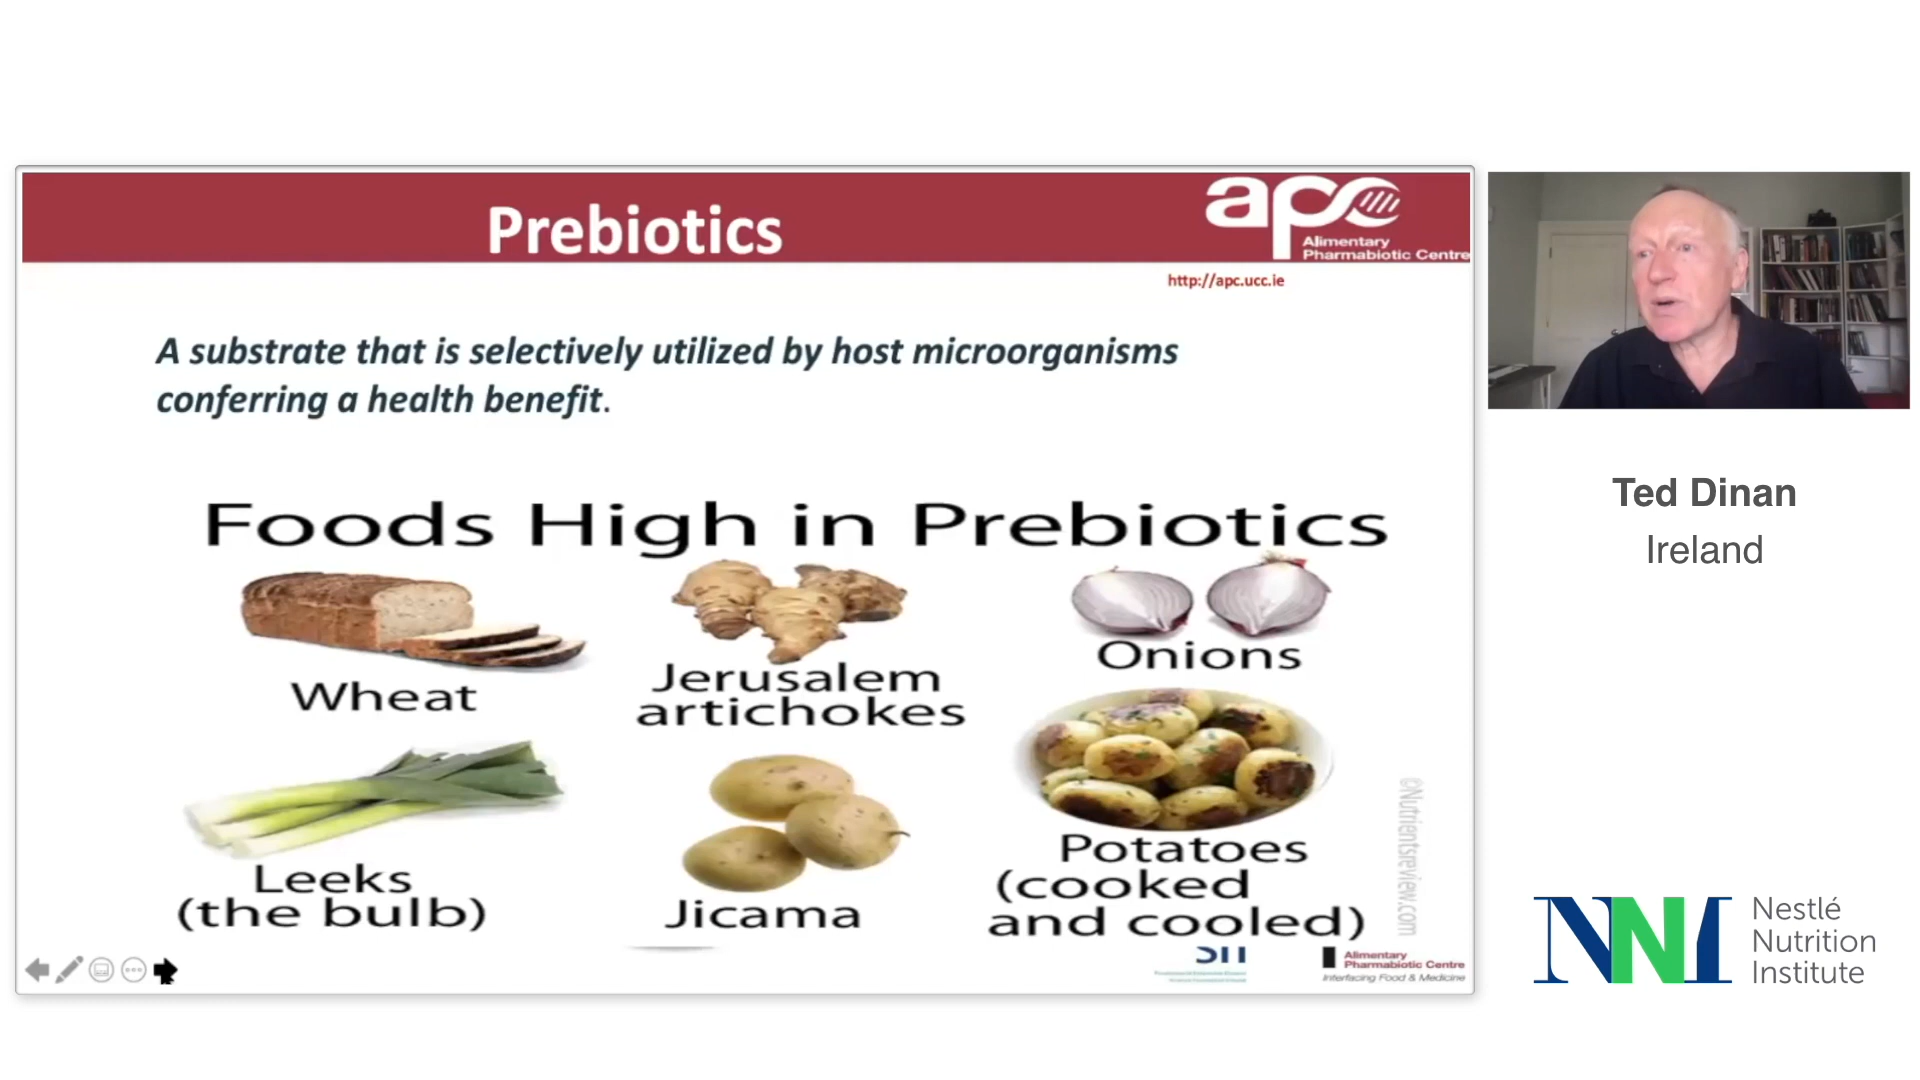 Prebiotics
apc
Alimentary
Pharmabiotic Centre
http://apc.ucc.ie
A substrate that is selectively utilized by host microorganisms
conferring a health benefit.
Foods High in Prebiotics
Wheat
Jerusalem
artichokes
Onions
Leeks
(the bulb)
Jicama
Potatoes
(cooked
and cooled)
©Nutrientsreview.com
Alimentary
Pharmabiotic Centre
Interfacing Food & Medicine
Ted Dinan
Ireland
NNI
Nestlé
Nutrition
Institute